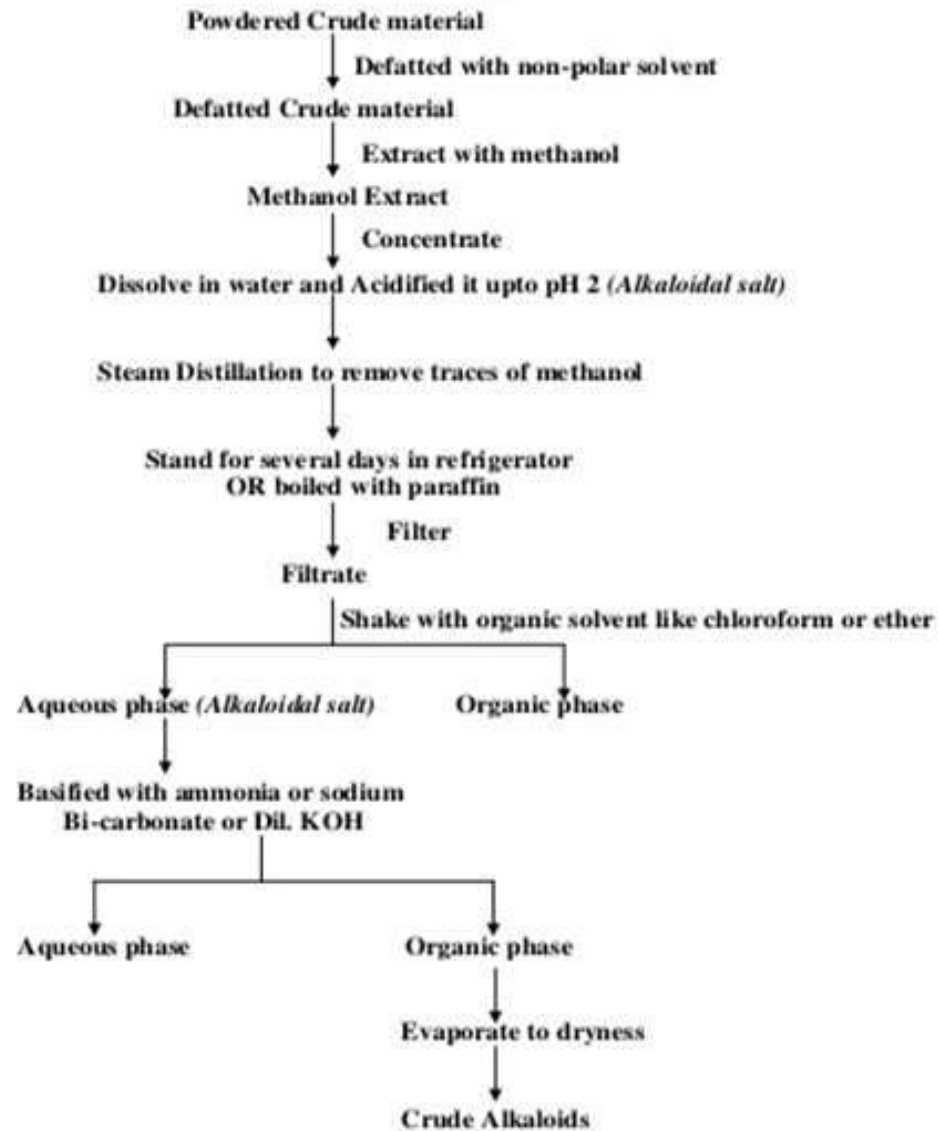 Powdered Crude material
Defatted with non-polar solvent
Defatted Crude material
Extract with methanol
Methanol Extract
Concentrate
Dissolve in water and Acidified it upto pH 2 (Alkaloidal salt)
Steam Distillation to remove traces of methanol
Stand for several days in refrigerator
OR boiled with paraffin
Filter
Filtrate
Shake with organic solvent like chloroform or ether
Aqueous phase (Alkaloidal salt)
Organic phase
Basified with ammonia or sodium
Bi-carbonate or Dil. KOH
Aqueous phase
Organic phase
Evaporate to dryness
Crude Alkaloids